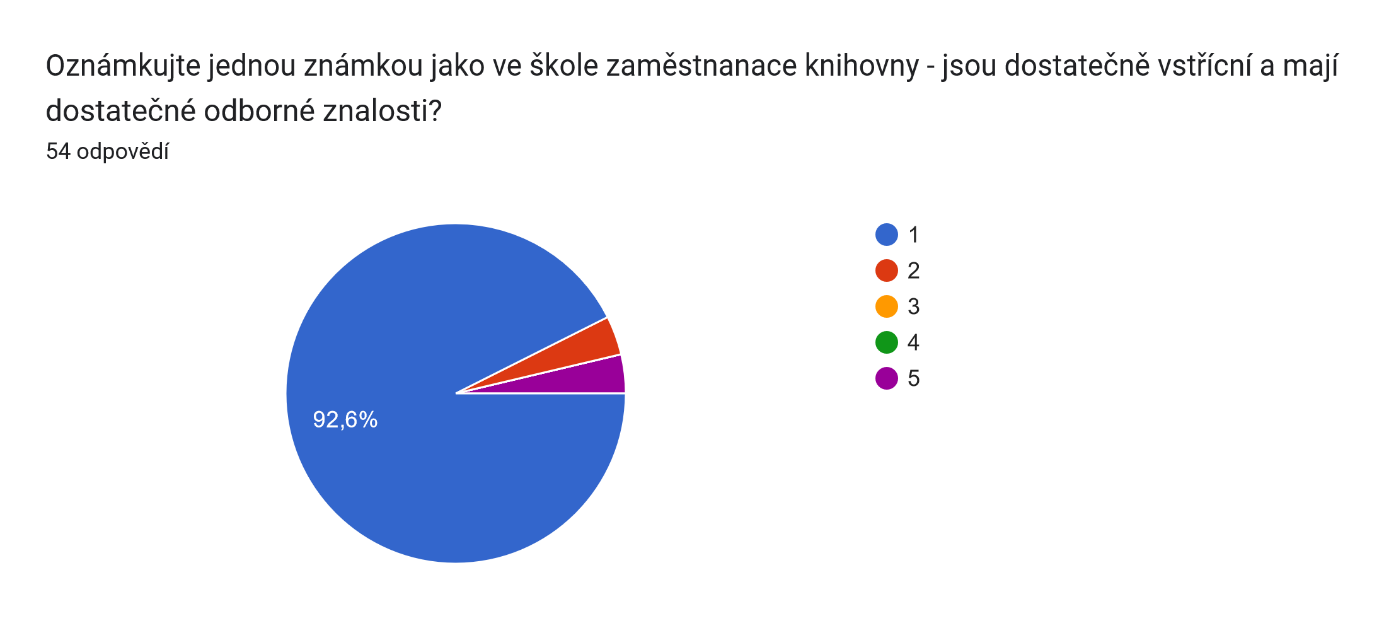 Oznámkujte jednou známkou jako ve škole zaměstnanace knihovny - jsou dostatečně vstřícní a mají
dostatečné odborné znalosti?
54 odpovědí
1
2
3
4
5
92,6%